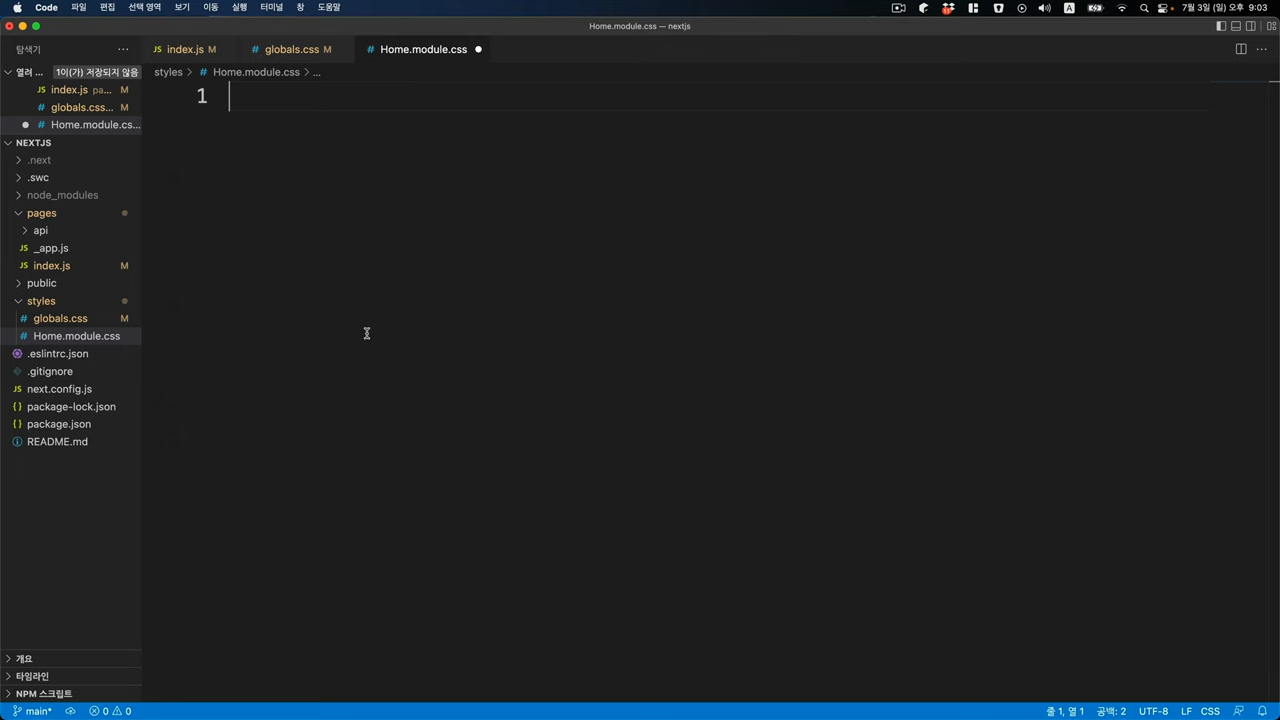 Code 파일 편집 선택 영역 보기 이동 실행 터미널 창 도움말 A 7월 3일 (일) 오후 9:03
Home.module.css — nextjs
탐색기 ···
JS index.js M
# globals.css M
# Home.module.css
열려 ... 1이(가) 저장되지 않음
styles > # Home.module.css > ...
JS index.js pa... M
# globals.css... M
# Home.module.cs...
1
NEXTJS
.next
.swc
node_modules
pages
api
JS _app.js
JS index.js M
public
styles
# globals.css M
# Home.module.css
.eslintrc.json
.gitignore
JS next.config.js
{} package-lock.json
{} package.json
README.md
개요
타임라인
NPM 스크립트
main* 0 0 줄 1, 열 1 공백: 2 UTF-8 LF CSS